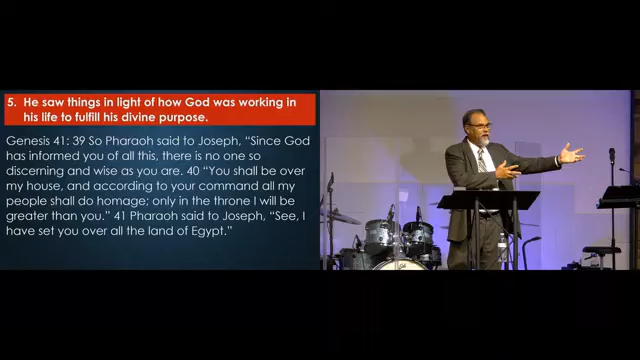 5. He saw things in light of how God was working in
his life to fulfill his divine purpose.
Genesis 41: 39 So Pharaoh said to Joseph, “Since God
has informed you of all this, there is no one so
discerning and wise as you are. 40 “You shall be over
my house, and according to your command all my
people shall do homage; only in the throne I will be
greater than you.” 41 Pharaoh said to Joseph, “See, I
have set you over all the land of Egypt.”